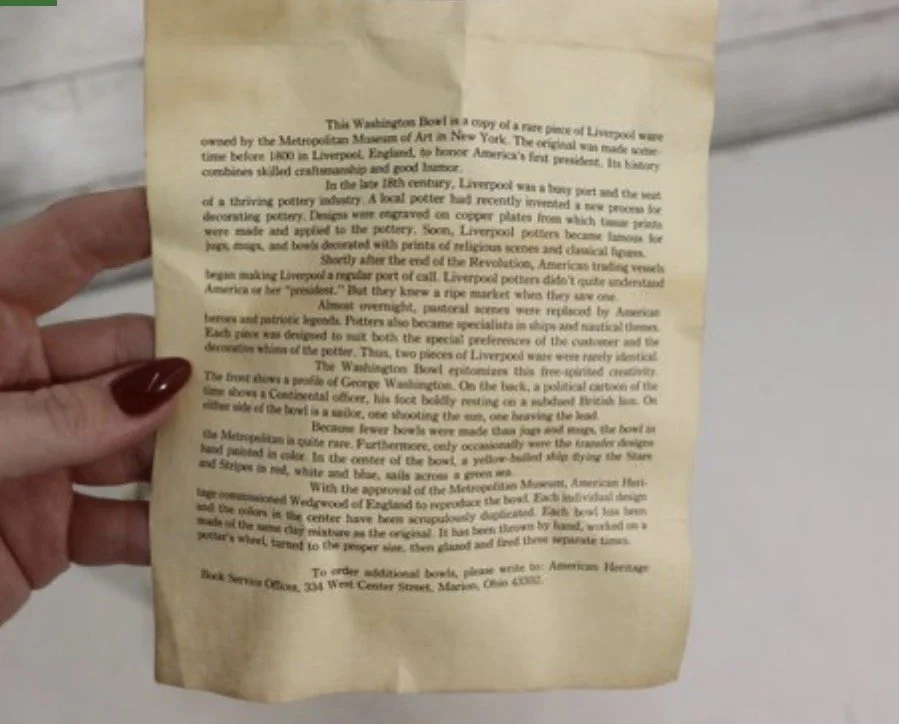 This Washington Bowl is a copy of a rare piece of Liverpool ware
owned by the Metropolitan Museum of Art in New York. The original was made some-
time before 1800 in Liverpool, England, to honor America's first president. Its history
combines skilled craftsmanship and good humor.
In the late 18th century, Liverpool was a busy port and the seat
of a thriving pottery industry. A local potter had recently invented a new process for
decorating pottery. Designs were engraved on copper plates from which tissue prints
were made and applied to the pottery. Soon, Liverpool potters became famous for
jugs, mugs, and bowls decorated with prints of religious scenes and classical figures.
Shortly after the end of the Revolution, American trading vessels
began making Liverpool a regular port of call. Liverpool potters didn't quite understand
America or her "president." But they knew a ripe market when they saw one.
Almost overnight, pastoral scenes were replaced by American
heroes and patriotic legends. Potters also became specialists in ships and nautical themes.
Each piece was designed to suit both the special preferences of the customer and the
decorative whims of the potter. Thus, two pieces of Liverpool ware were rarely identical.
The Washington Bowl epitomizes this free-spirited creativity.
The front shows a profile of George Washington. On the back, a political cartoon of the
time shows a Continental officer, his foot boldly resting on a subdued British lion. On
either side of the bowl is a sailor, one shooting the sun, one heaving the lead.
Because fewer bowls were made than jugs and mugs, the bowl in
the Metropolitan is quite rare. Furthermore, only occasionally were the transfer designs
hand painted in color. In the center of the bowl, a yellow-hulled ship flying the Stars
and Stripes in red, white and blue, sails across a green sea.
With the approval of the Metropolitan Museum, American Heri-
tage commissioned Wedgwood of England to reproduce the bowl. Each individual design
and the colors in the center have been scrupulously duplicated. Each bowl has been
made of the same clay mixture as the original. It has been thrown by hand, worked on a
potter's wheel, turned to the proper size, then glazed and fired three separate times.
To order additional bowls, please write to: American Heritage
Book Service Offices, 334 West Center Street, Marion, Ohio 43302.